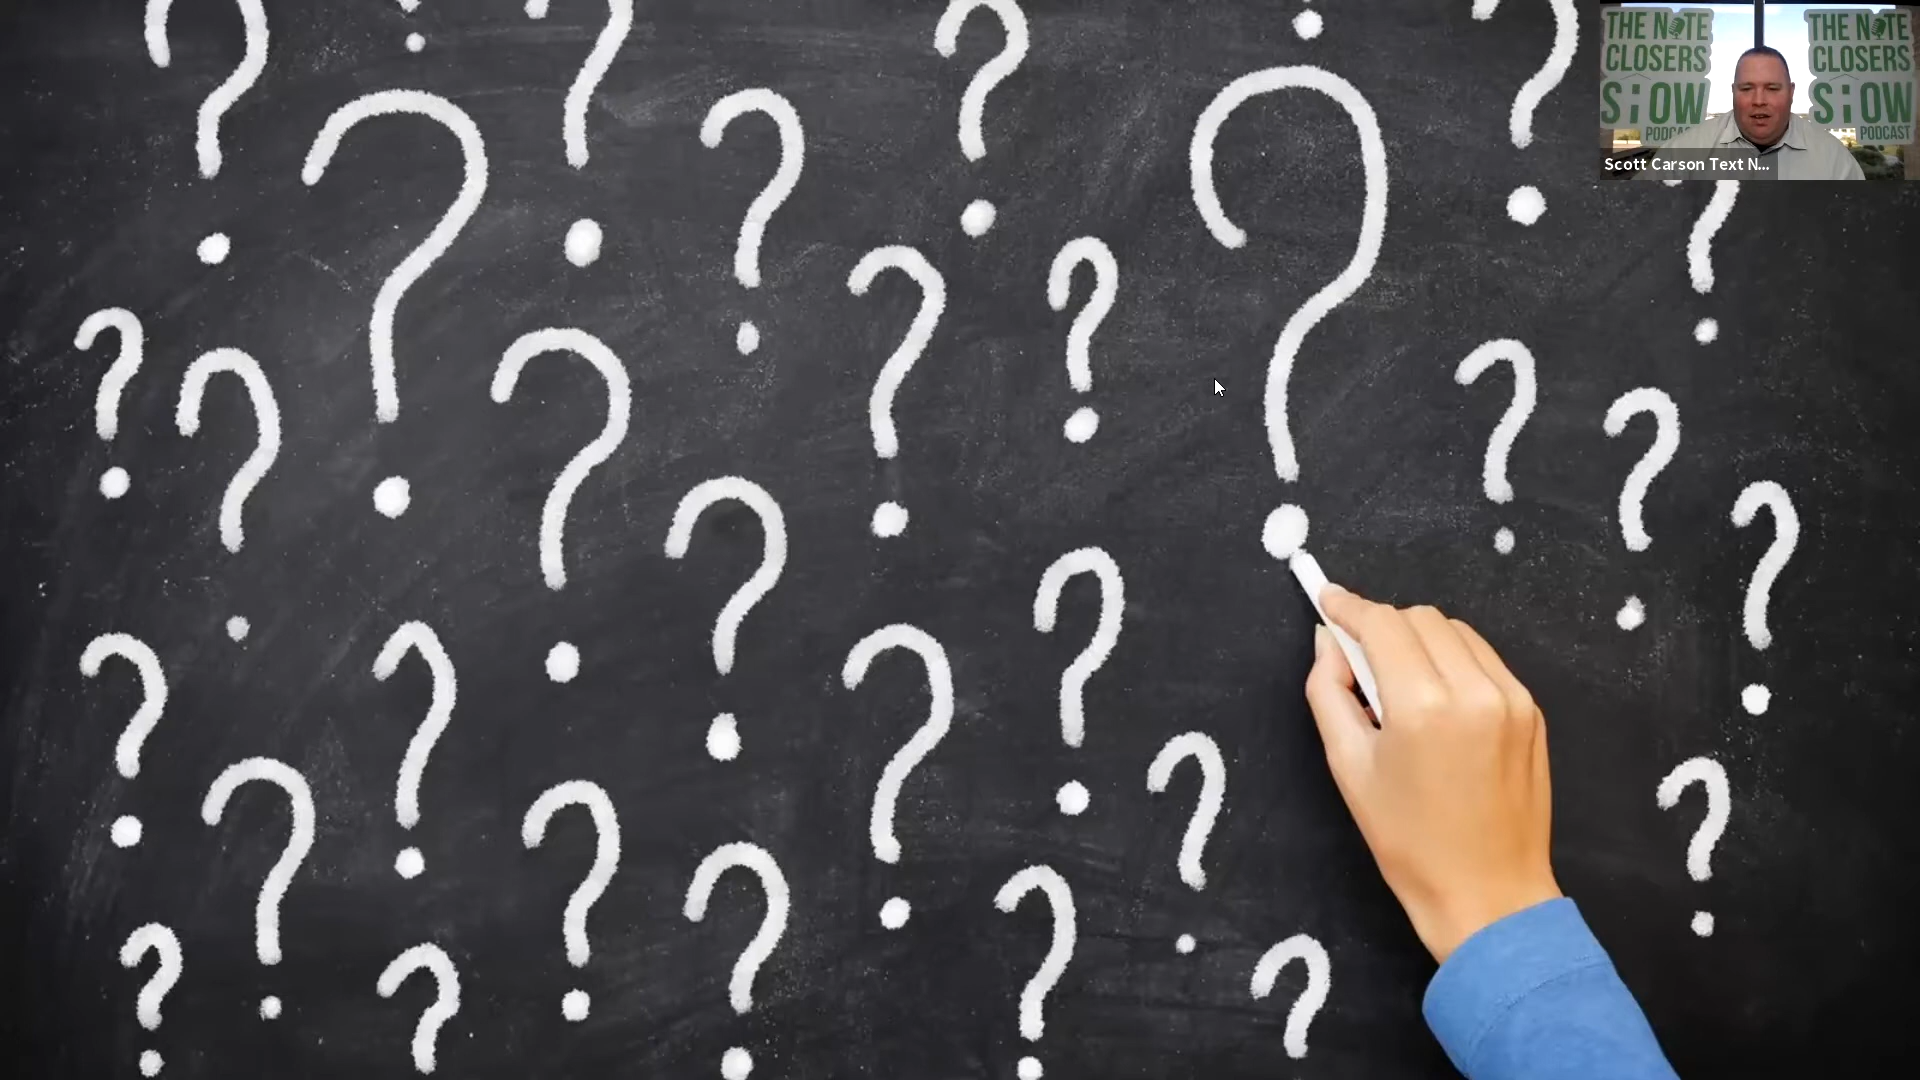 THE NOTE
CLOSERS
SHOW
PODCAST
THE NOTE
CLOSERS
SHOW
PODCAST
Scott Carson Text N...